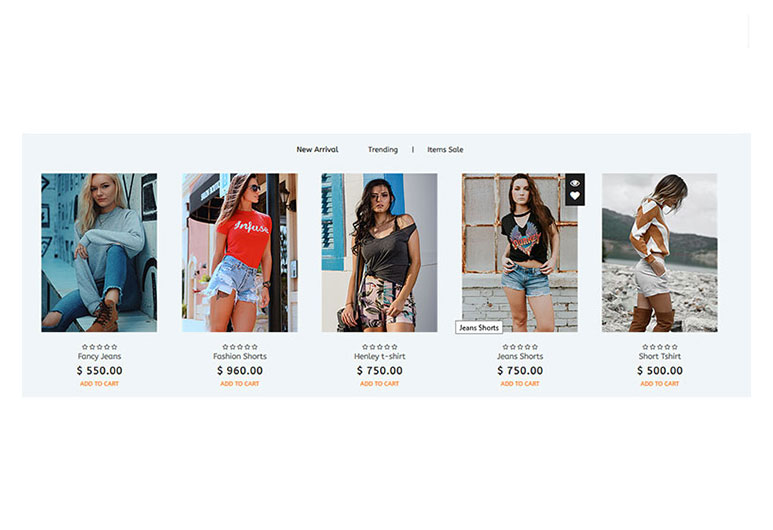 New Arrival Trending | Items Sale
Infuse
Jeans Shorts
Fancy Jeans
$ 550.00
ADD TO CART
Fashion Shorts
$ 960.00
ADD TO CART
Henley t-shirt
$ 750.00
ADD TO CART
Jeans Shorts
$ 750.00
ADD TO CART
Short Tshirt
$ 500.00
ADD TO CART